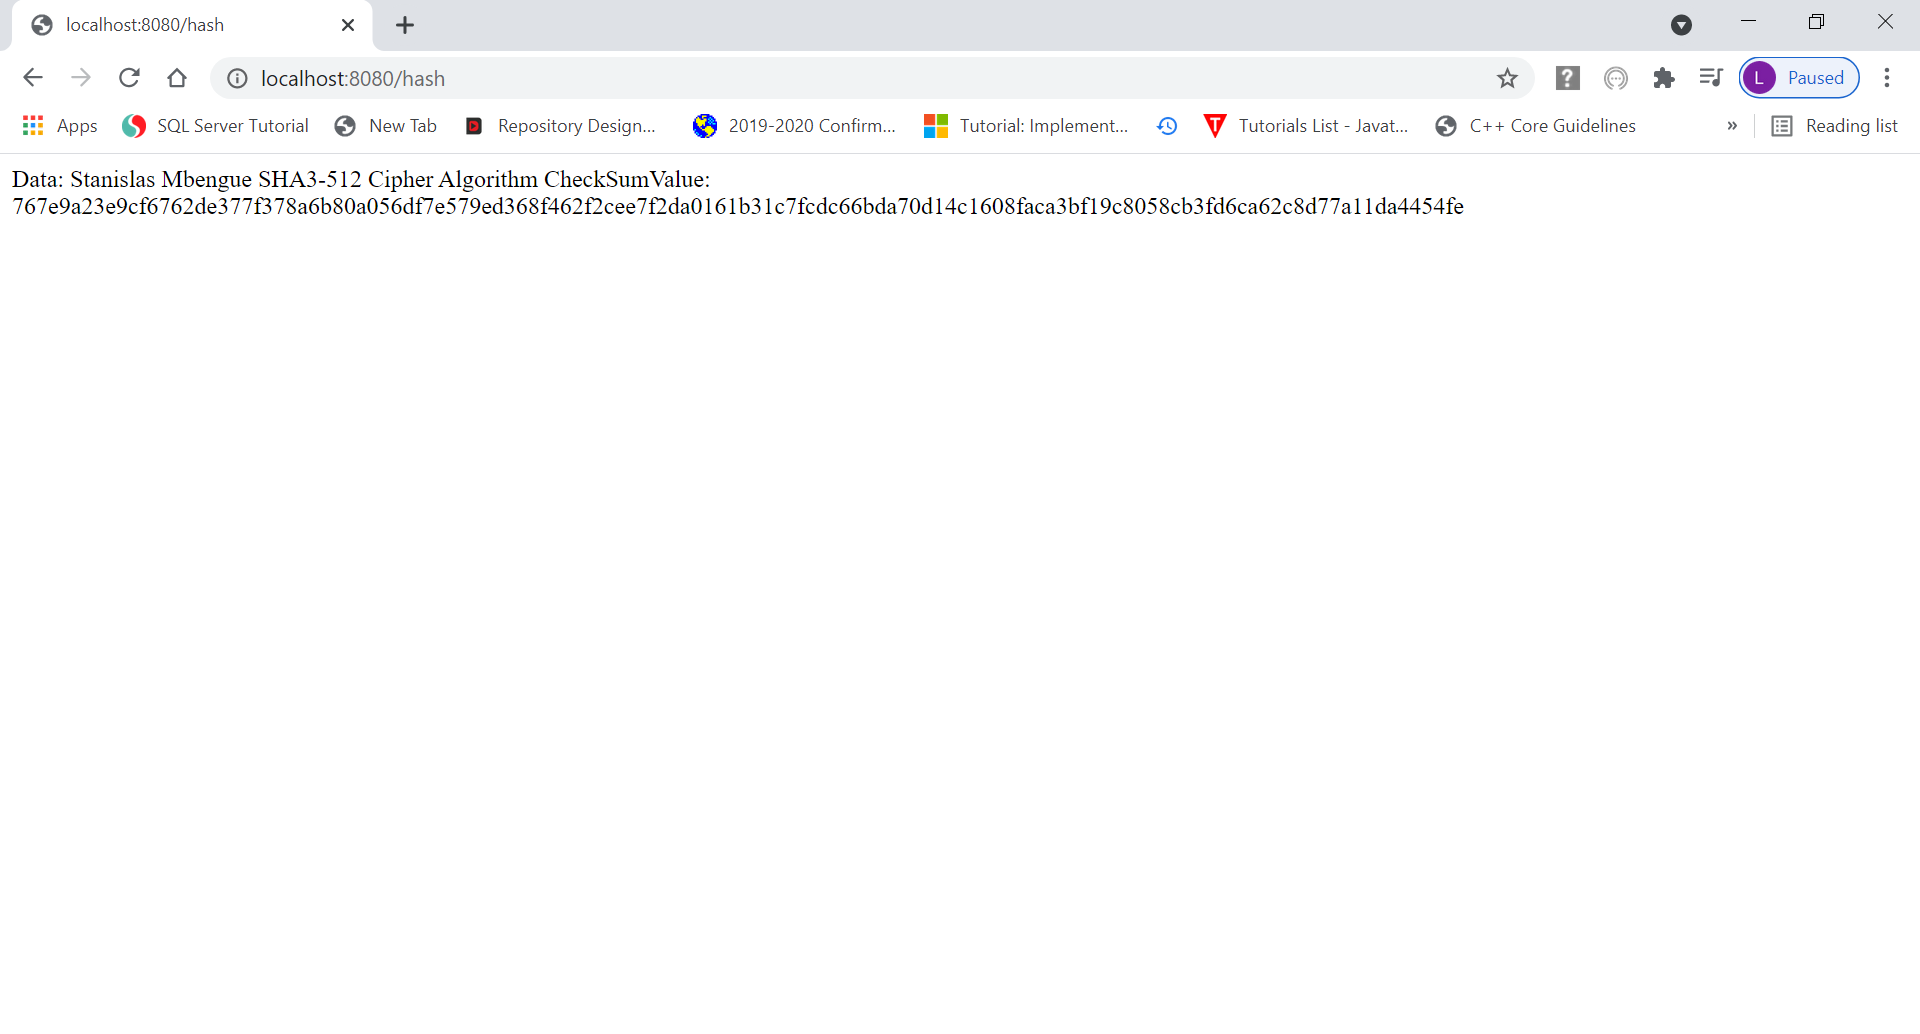 localhost:8080/hash
localhost:8080/hash
L Paused
Apps SQL Server Tutorial New Tab Repository Design... 2019-2020 Confirm... Tutorial: Implement... Tutorials List - Javat... C++ Core Guidelines » Reading list
Data: Stanislas Mbengue SHA3-512 Cipher Algorithm CheckSumValue:
767e9a23e9cf6762de377f378a6b80a056df7e579ed368f462f2cee7f2da0161b31c7fcdc66bda70d14c1608faca3bf19c8058cb3fd6ca62c8d77a11da4454fe